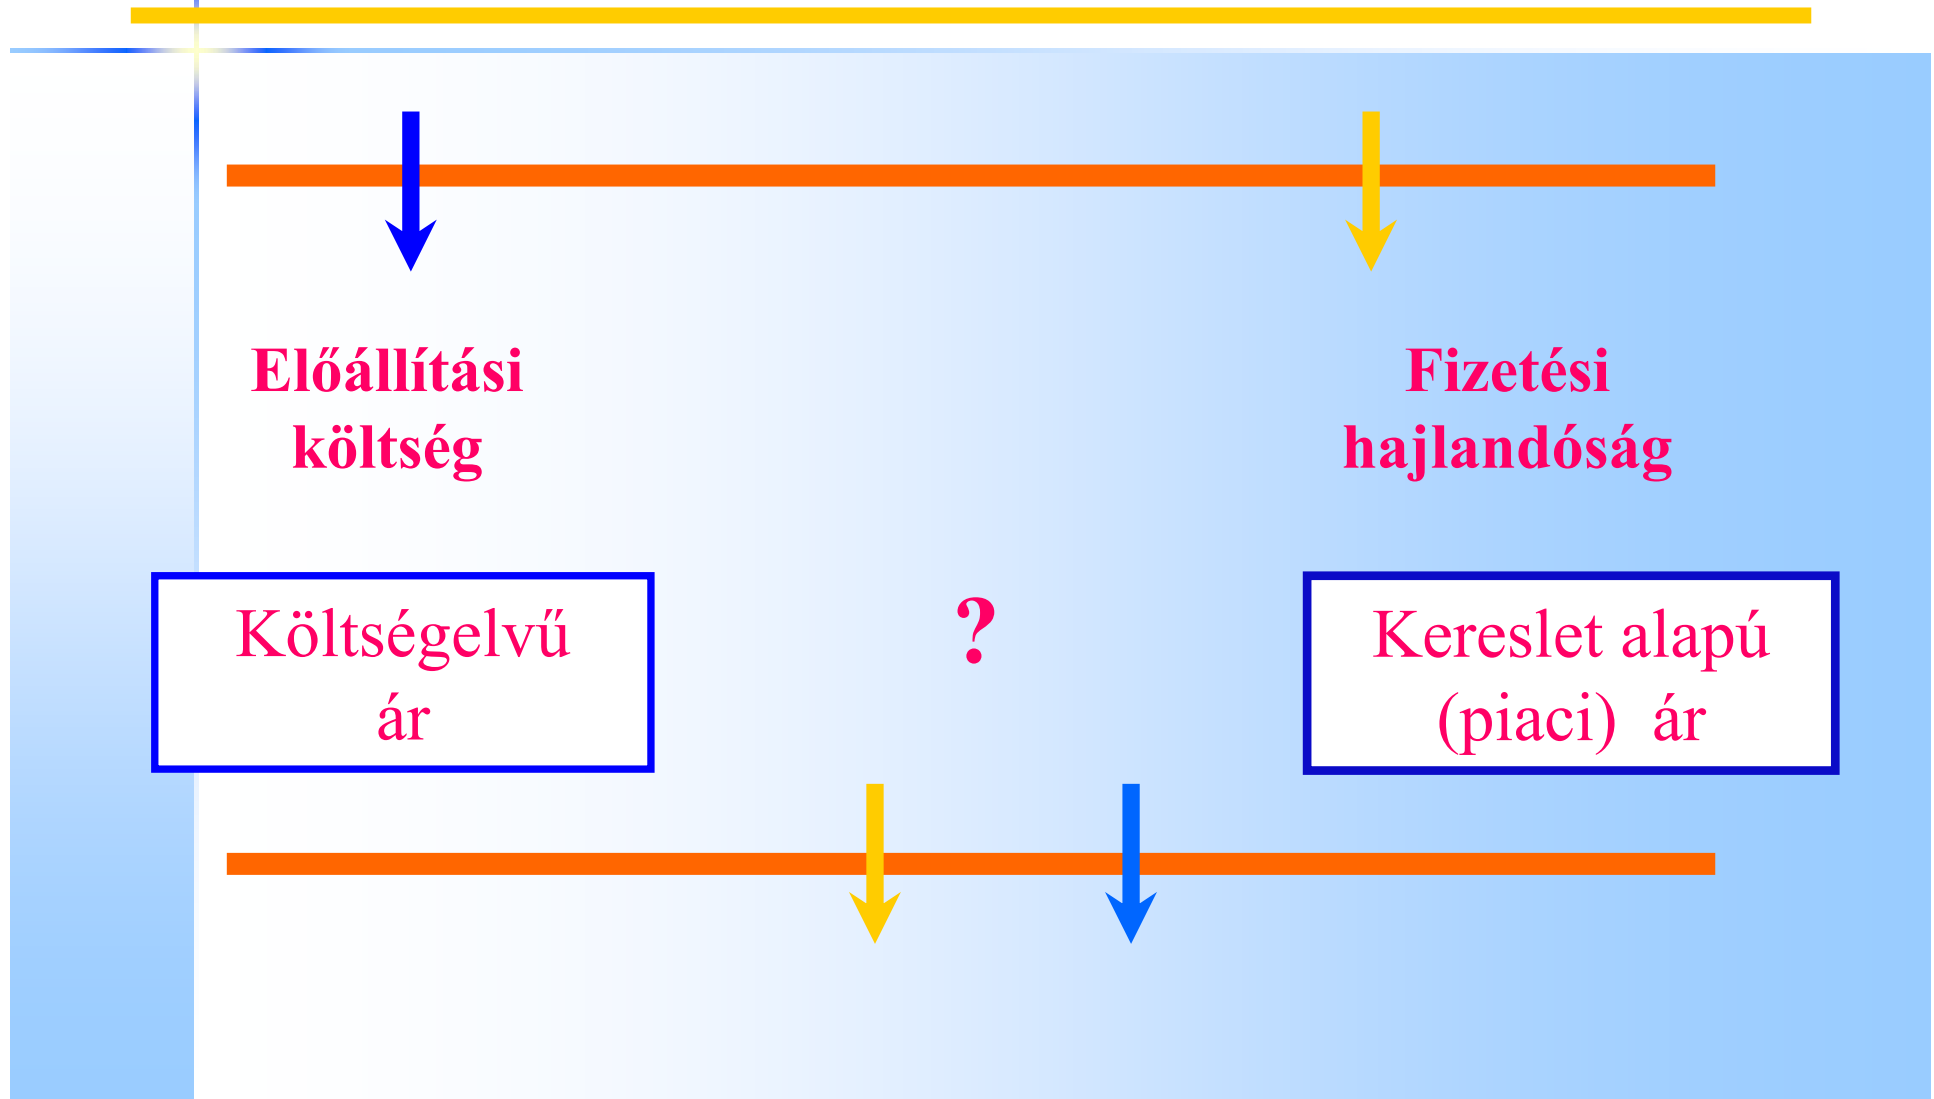 Előállítási
költség
Fizetési
hajlandóság
Költségelvű
ár
?
Kereslet alapú
(piaci) ár